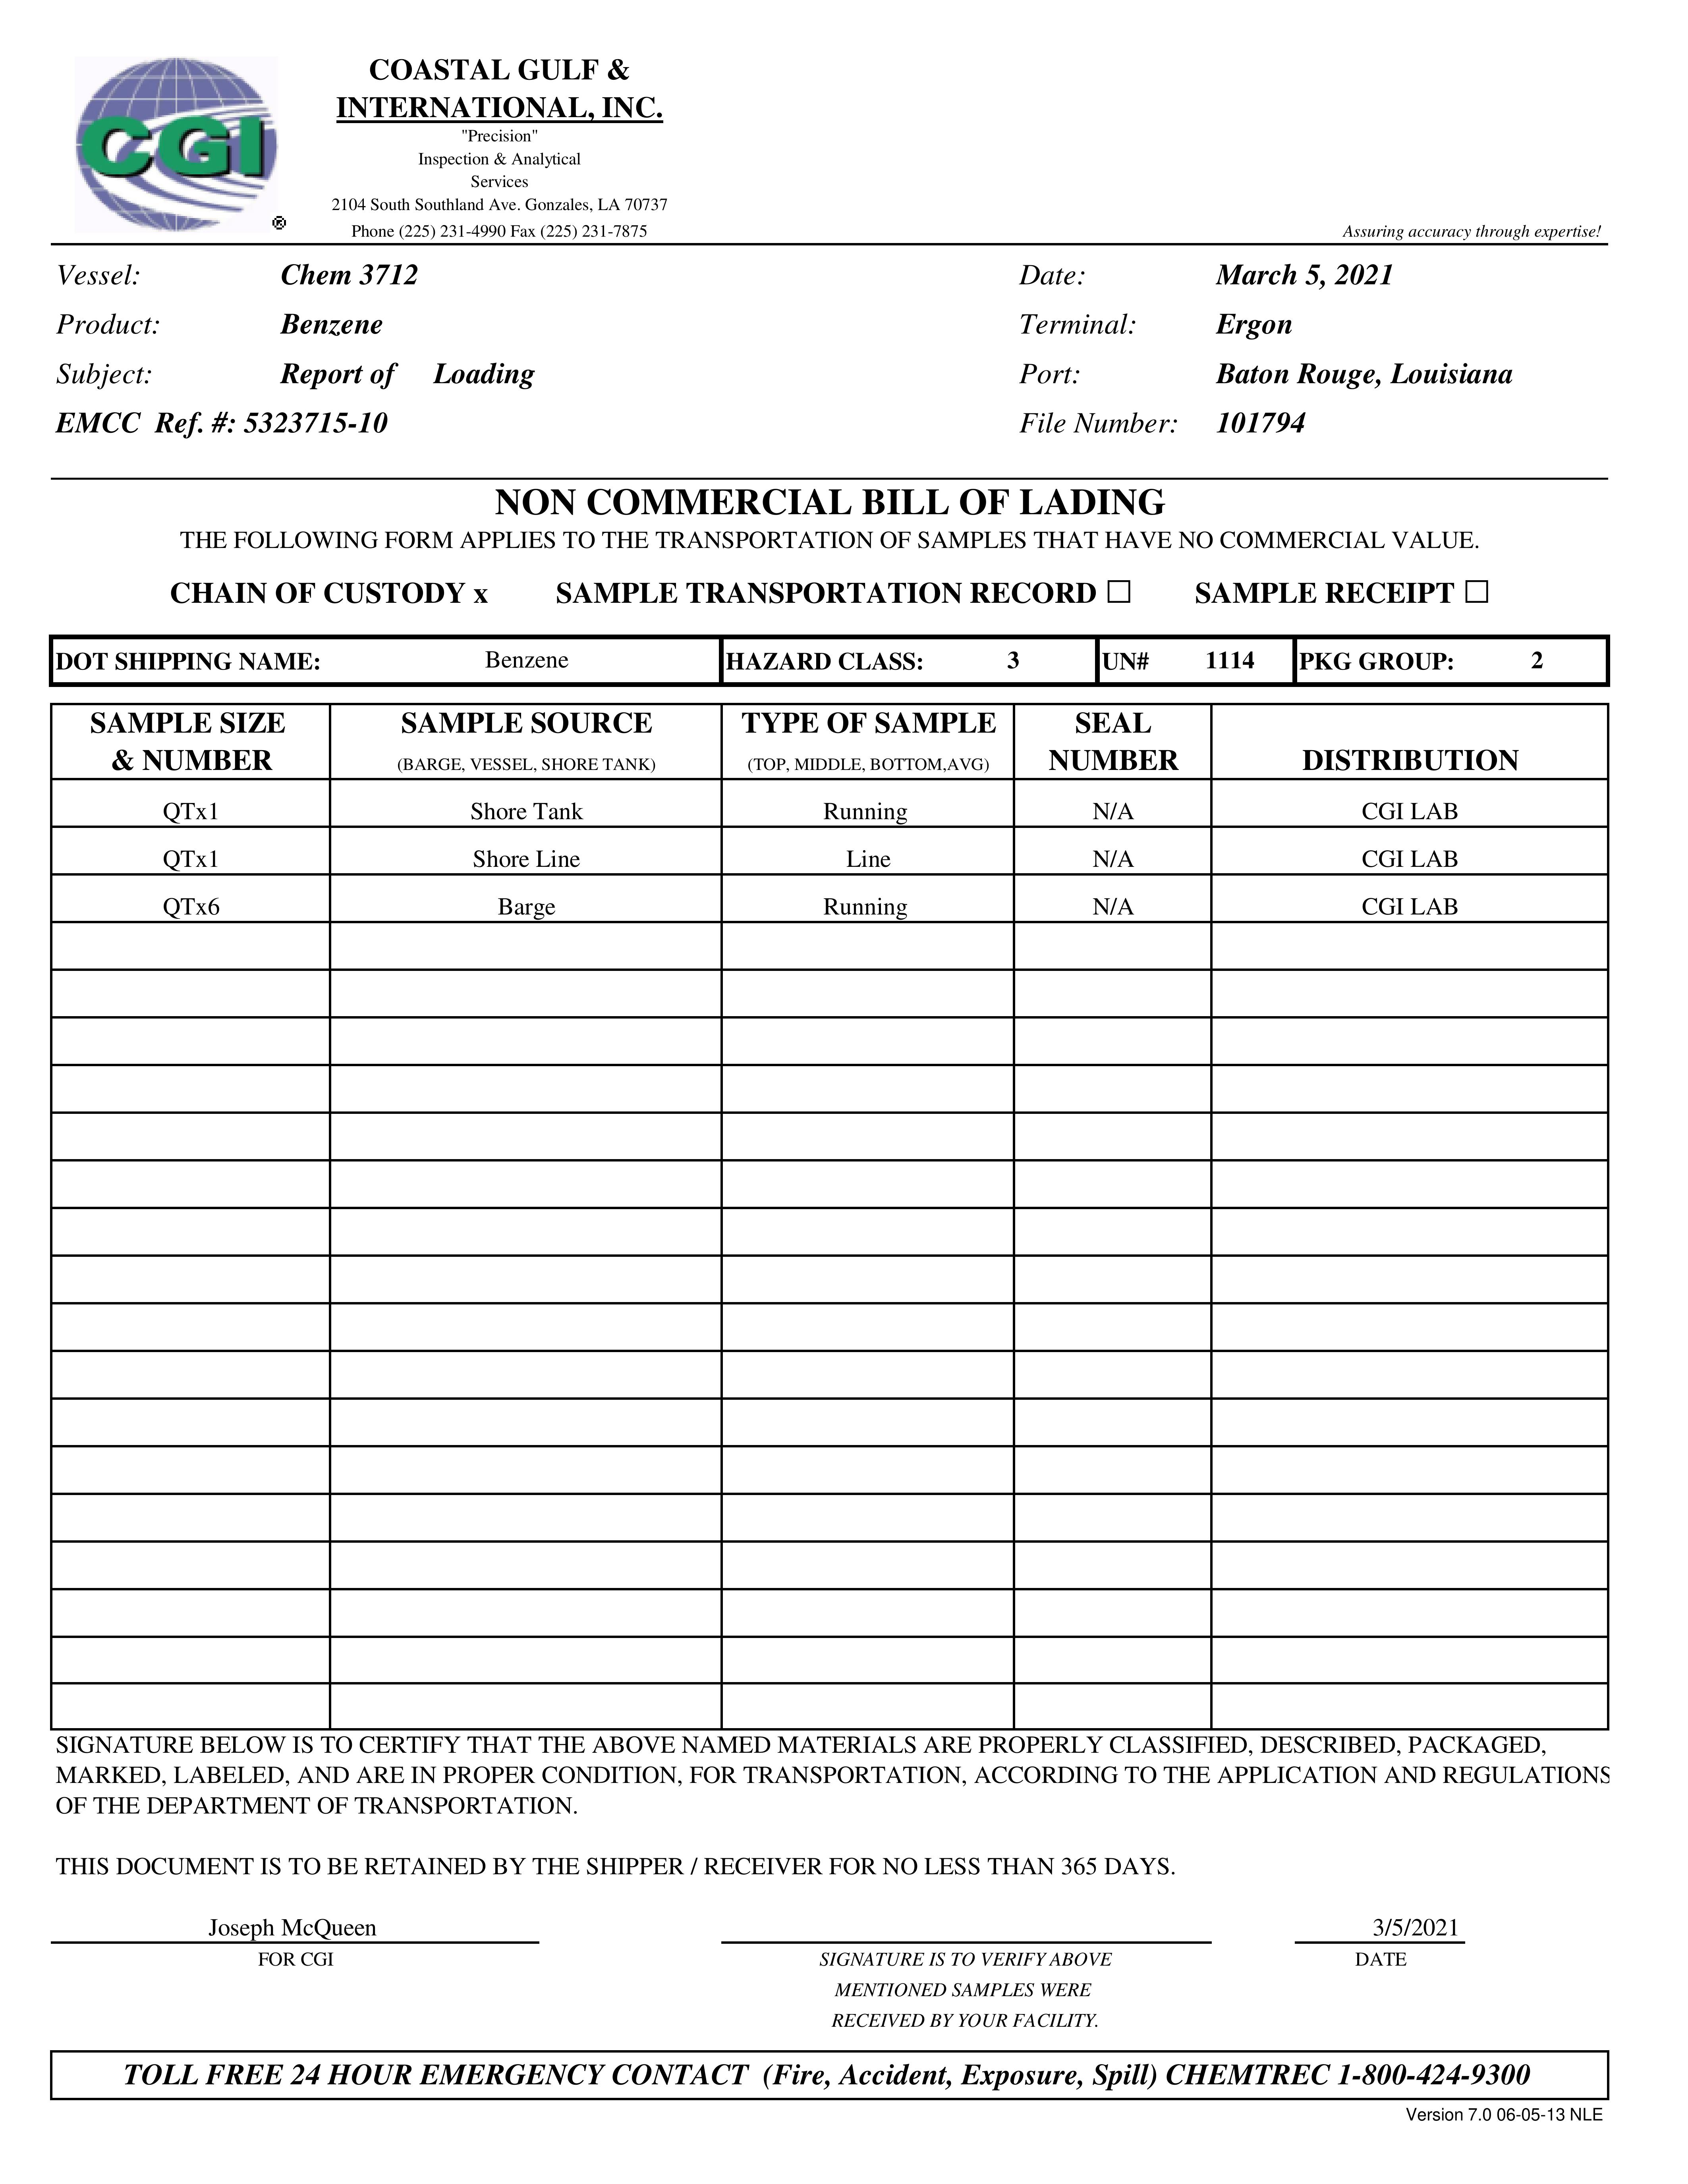 CGI
®
COASTAL GULF &
INTERNATIONAL, INC.
"Precision"
Inspection & Analytical
Services
2104 South Southland Ave. Gonzales, LA 70737
Phone (225) 231-4990 Fax (225) 231-7875
Assuring accuracy through expertise!
Vessel: Chem 3712 Date: March 5, 2021
Product: Benzene Terminal: Ergon
Subject: Report of Loading Port: Baton Rouge, Louisiana
EMCC Ref. #: 5323715-10 File Number: 101794
NON COMMERCIAL BILL OF LADING
THE FOLLOWING FORM APPLIES TO THE TRANSPORTATION OF SAMPLES THAT HAVE NO COMMERCIAL VALUE.
CHAIN OF CUSTODY x SAMPLE TRANSPORTATION RECORD ☐ SAMPLE RECEIPT ☐
DOT SHIPPING NAME: Benzene HAZARD CLASS: 3 UN# 1114 PKG GROUP: 2
SAMPLE SIZE SAMPLE SOURCE TYPE OF SAMPLE SEAL
& NUMBER (BARGE, VESSEL, SHORE TANK) (TOP, MIDDLE, BOTTOM,AVG) NUMBER DISTRIBUTION
QTx1 Shore Tank Running N/A CGI LAB
QTx1 Shore Line Line N/A CGI LAB
QTx6 Barge Running N/A CGI LAB
SIGNATURE BELOW IS TO CERTIFY THAT THE ABOVE NAMED MATERIALS ARE PROPERLY CLASSIFIED, DESCRIBED, PACKAGED,
MARKED, LABELED, AND ARE IN PROPER CONDITION, FOR TRANSPORTATION, ACCORDING TO THE APPLICATION AND REGULATIONS
OF THE DEPARTMENT OF TRANSPORTATION.
THIS DOCUMENT IS TO BE RETAINED BY THE SHIPPER / RECEIVER FOR NO LESS THAN 365 DAYS.
Joseph McQueen 3/5/2021
FOR CGI SIGNATURE IS TO VERIFY ABOVE DATE
MENTIONED SAMPLES WERE
RECEIVED BY YOUR FACILITY.
TOLL FREE 24 HOUR EMERGENCY CONTACT (Fire, Accident, Exposure, Spill) CHEMTREC 1-800-424-9300
Version 7.0 06-05-13 NLE